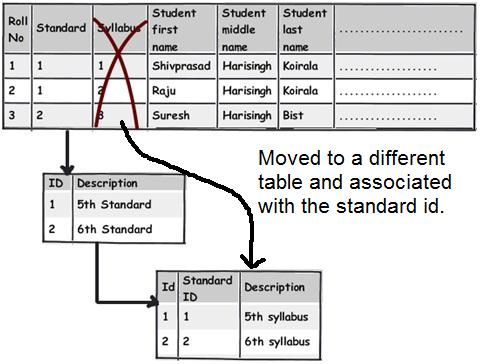 Roll No Standard Syllabus Student first name Student middle name Student last name ........................
1 1 1 Shivprasad Harisingh Koirala ...................
2 1 2 Raju Harisingh Koirala ......................
3 2 3 Suresh Harisingh Bist ......................
Moved to a different
table and associated
with the standard id.
ID Description
1 5th Standard
2 6th Standard
Id Standard ID Description
1 1 5th syllabus
2 2 6th syllabus